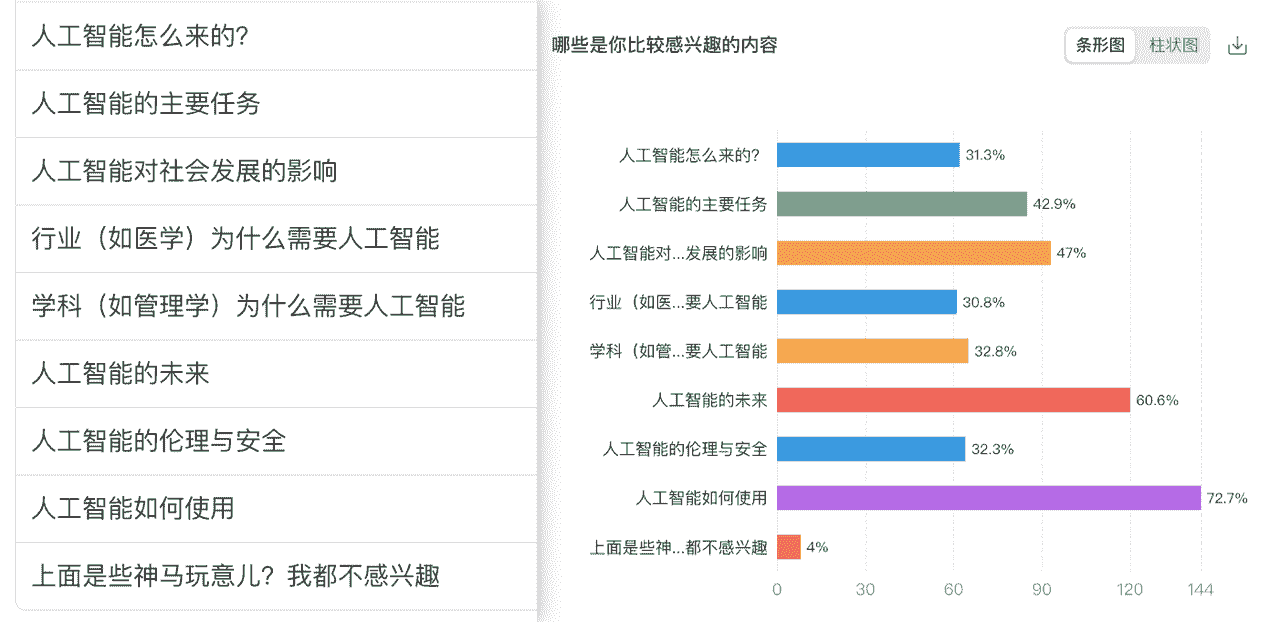 人工智能怎么来的?
人工智能的主要任务
人工智能对社会发展的影响
行业（如医学）为什么需要人工智能
学科（如管理学）为什么需要人工智能
人工智能的未来
人工智能的伦理与安全
人工智能如何使用
上面是些神马玩意儿？我都不感兴趣
哪些是你比较感兴趣的内容
条形图 柱状图
人工智能怎么来的? 31.3%
人工智能的主要任务 42.9%
人工智能对...发展的影响 47%
行业（如医...要人工智能 30.8%
学科（如管...要人工智能 32.8%
人工智能的未来 60.6%
人工智能的伦理与安全 32.3%
人工智能如何使用 72.7%
上面是些神...都不感兴趣 4%
0 30 60 90 120 144